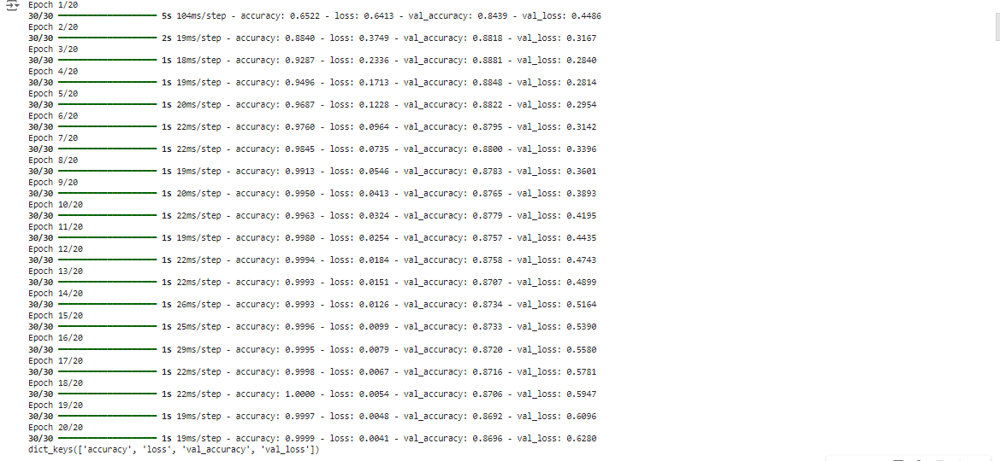 Epoch 1/20
30/30 ━━━━━━━━━━━━━━━━━━━━ 5s 104ms/step - accuracy: 0.6522 - loss: 0.6413 - val_accuracy: 0.8439 - val_loss: 0.4486
Epoch 2/20
30/30 ━━━━━━━━━━━━━━━━━━━━ 2s 19ms/step - accuracy: 0.8840 - loss: 0.3749 - val_accuracy: 0.8818 - val_loss: 0.3167
Epoch 3/20
30/30 ━━━━━━━━━━━━━━━━━━━━ 1s 18ms/step - accuracy: 0.9287 - loss: 0.2336 - val_accuracy: 0.8881 - val_loss: 0.2840
Epoch 4/20
30/30 ━━━━━━━━━━━━━━━━━━━━ 1s 19ms/step - accuracy: 0.9496 - loss: 0.1713 - val_accuracy: 0.8848 - val_loss: 0.2814
Epoch 5/20
30/30 ━━━━━━━━━━━━━━━━━━━━ 1s 20ms/step - accuracy: 0.9687 - loss: 0.1228 - val_accuracy: 0.8822 - val_loss: 0.2954
Epoch 6/20
30/30 ━━━━━━━━━━━━━━━━━━━━ 1s 22ms/step - accuracy: 0.9760 - loss: 0.0964 - val_accuracy: 0.8795 - val_loss: 0.3142
Epoch 7/20
30/30 ━━━━━━━━━━━━━━━━━━━━ 1s 22ms/step - accuracy: 0.9845 - loss: 0.0735 - val_accuracy: 0.8800 - val_loss: 0.3396
Epoch 8/20
30/30 ━━━━━━━━━━━━━━━━━━━━ 1s 19ms/step - accuracy: 0.9913 - loss: 0.0546 - val_accuracy: 0.8783 - val_loss: 0.3601
Epoch 9/20
30/30 ━━━━━━━━━━━━━━━━━━━━ 1s 20ms/step - accuracy: 0.9950 - loss: 0.0413 - val_accuracy: 0.8765 - val_loss: 0.3893
Epoch 10/20
30/30 ━━━━━━━━━━━━━━━━━━━━ 1s 22ms/step - accuracy: 0.9963 - loss: 0.0324 - val_accuracy: 0.8779 - val_loss: 0.4195
Epoch 11/20
30/30 ━━━━━━━━━━━━━━━━━━━━ 1s 19ms/step - accuracy: 0.9980 - loss: 0.0254 - val_accuracy: 0.8757 - val_loss: 0.4435
Epoch 12/20
30/30 ━━━━━━━━━━━━━━━━━━━━ 1s 22ms/step - accuracy: 0.9994 - loss: 0.0184 - val_accuracy: 0.8758 - val_loss: 0.4743
Epoch 13/20
30/30 ━━━━━━━━━━━━━━━━━━━━ 1s 22ms/step - accuracy: 0.9993 - loss: 0.0151 - val_accuracy: 0.8707 - val_loss: 0.4899
Epoch 14/20
30/30 ━━━━━━━━━━━━━━━━━━━━ 1s 26ms/step - accuracy: 0.9993 - loss: 0.0126 - val_accuracy: 0.8734 - val_loss: 0.5164
Epoch 15/20
30/30 ━━━━━━━━━━━━━━━━━━━━ 1s 25ms/step - accuracy: 0.9996 - loss: 0.0099 - val_accuracy: 0.8733 - val_loss: 0.5390
Epoch 16/20
30/30 ━━━━━━━━━━━━━━━━━━━━ 1s 29ms/step - accuracy: 0.9995 - loss: 0.0079 - val_accuracy: 0.8720 - val_loss: 0.5580
Epoch 17/20
30/30 ━━━━━━━━━━━━━━━━━━━━ 1s 22ms/step - accuracy: 0.9998 - loss: 0.0067 - val_accuracy: 0.8716 - val_loss: 0.5781
Epoch 18/20
30/30 ━━━━━━━━━━━━━━━━━━━━ 1s 22ms/step - accuracy: 1.0000 - loss: 0.0054 - val_accuracy: 0.8706 - val_loss: 0.5947
Epoch 19/20
30/30 ━━━━━━━━━━━━━━━━━━━━ 1s 19ms/step - accuracy: 0.9997 - loss: 0.0048 - val_accuracy: 0.8692 - val_loss: 0.6096
Epoch 20/20
30/30 ━━━━━━━━━━━━━━━━━━━━ 1s 19ms/step - accuracy: 0.9999 - loss: 0.0041 - val_accuracy: 0.8696 - val_loss: 0.6280
dict_keys(['accuracy', 'loss', 'val_accuracy', 'val_loss'])